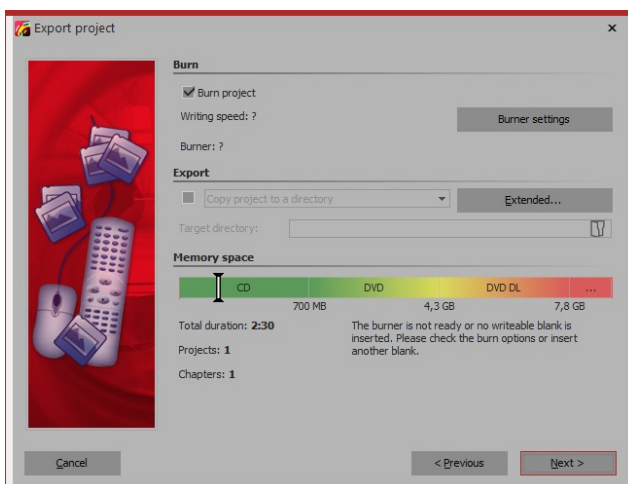 Export project
Burn
Burn project
Writing speed: ?
Burner settings
Burner: ?
Export
Copy project to a directory
Extended...
Target directory:
Memory space
CD DVD DVD DL ...
700 MB 4,3 GB 7,8 GB
Total duration: 2:30
Projects: 1
Chapters: 1
The burner is not ready or no writeable blank is
inserted. Please check the burn options or insert
another blank.
Cancel
< Previous
Next >